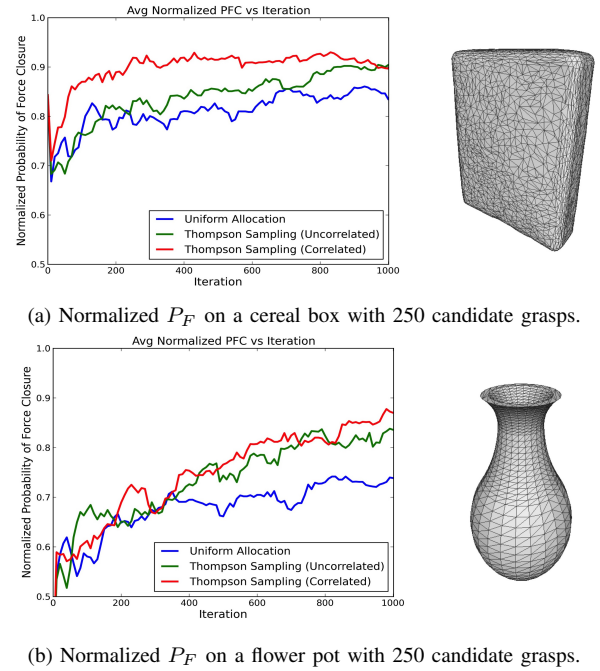 Avg Normalized PFC vs Iteration
Normalized Probability of Force Closure
1.0
0.9
0.8
0.7
0.6
0.5
0
200
400
600
800
1000
Iteration
Uniform Allocation
Thompson Sampling (Uncorrelated)
Thompson Sampling (Correlated)
(a) Normalized P_F on a cereal box with 250 candidate grasps.
Avg Normalized PFC vs Iteration
Normalized Probability of Force Closure
1.0
0.9
0.8
0.7
0.6
0.5
0
200
400
600
800
1000
Iteration
Uniform Allocation
Thompson Sampling (Uncorrelated)
Thompson Sampling (Correlated)
(b) Normalized P_F on a flower pot with 250 candidate grasps.